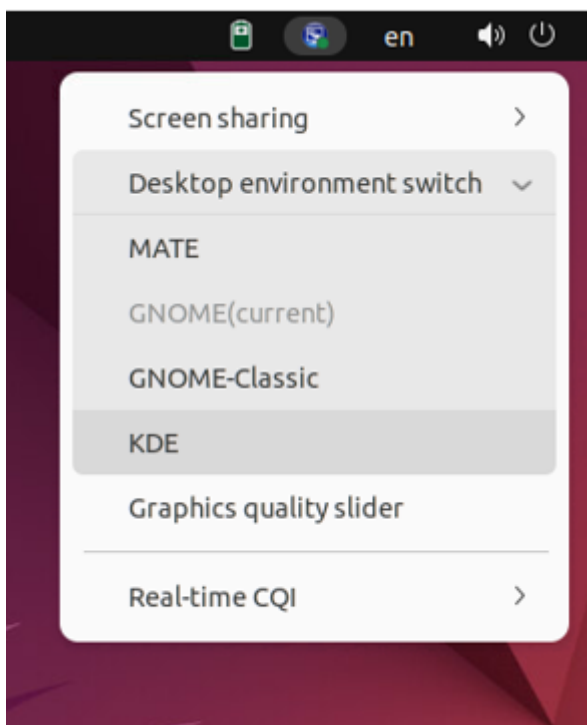 en
Screen sharing
Desktop environment switch
MATE
GNOME(current)
GNOME-Classic
KDE
Graphics quality slider
Real-time CQI